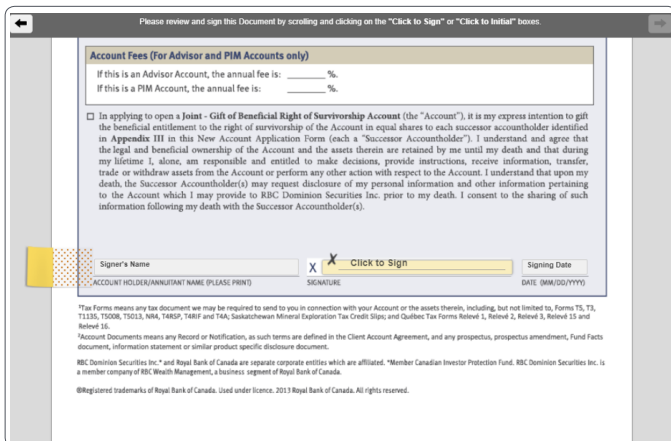 Please review and sign this Document by scrolling and clicking on the "Click to Sign" or "Click to Initial" boxes.
Account Fees (For Advisor and PIM Accounts only)
If this is an Advisor Account, the annual fee is: ________ %.
If this is a PIM Account, the annual fee is: ________ %.
In applying to open a Joint - Gift of Beneficial Right of Survivorship Account (the "Account"), it is my express intention to gift
the beneficial entitlement to the right of survivorship of the Account in equal shares to each successor accountholder identified
in Appendix III in this New Account Application Form (each a "Successor Accountholder"). I understand and agree that
the legal and beneficial ownership of the Account and the assets therein are retained by me until my death and that during
my lifetime I, alone, am responsible and entitled to make decisions, provide instructions, receive information, transfer,
trade or withdraw assets from the Account or perform any other action with respect to the Account. I understand that upon my
death, the Successor Accountholder(s) may request disclosure of my personal information and other information pertaining
to the Account which I may provide to RBC Dominion Securities Inc. prior to my death. I consent to the sharing of such
information following my death with the Successor Accountholder(s).
Signer's Name X X Click to Sign Signing Date
ACCOUNT HOLDER/ANNUITANT NAME (PLEASE PRINT) SIGNATURE DATE (MM/DD/YYYY)
¹Tax Forms means any tax document we may be required to send to you in connection with your Account or the assets therein, including, but not limited to, Forms T5, T3,
T1135, T5008, T5013, NR4, T4RSP, T4RIF and T4A; Saskatchewan Mineral Exploration Tax Credit Slips; and Québec Tax Forms Relevé 1, Relevé 2, Relevé 3, Relevé 15 and
Relevé 16.
²Account Documents means any Record or Notification, as such terms are defined in the Client Account Agreement, and any prospectus, prospectus amendment, Fund Facts
document, information statement or similar product specific disclosure document.
RBC Dominion Securities Inc.* and Royal Bank of Canada are separate corporate entities which are affiliated. *Member Canadian Investor Protection Fund. RBC Dominion Securities Inc. is
a member company of RBC Wealth Management, a business segment of Royal Bank of Canada.
®Registered trademarks of Royal Bank of Canada. Used under licence. 2013 Royal Bank of Canada. All rights reserved.